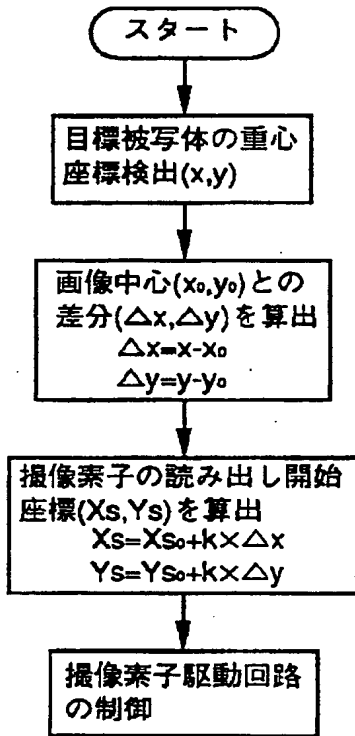 スタート
目標被写体の重心
座標検出(x,y)
画像中心(x₀,y₀)との
差分(△x,△y)を算出
△x=x-x₀
△y=y-y₀
撮像素子の読み出し開始
座標(Xs,Ys)を算出
Xs=Xs₀+k×△x
Ys=Ys₀+k×△y
撮像素子駆動回路
の制御